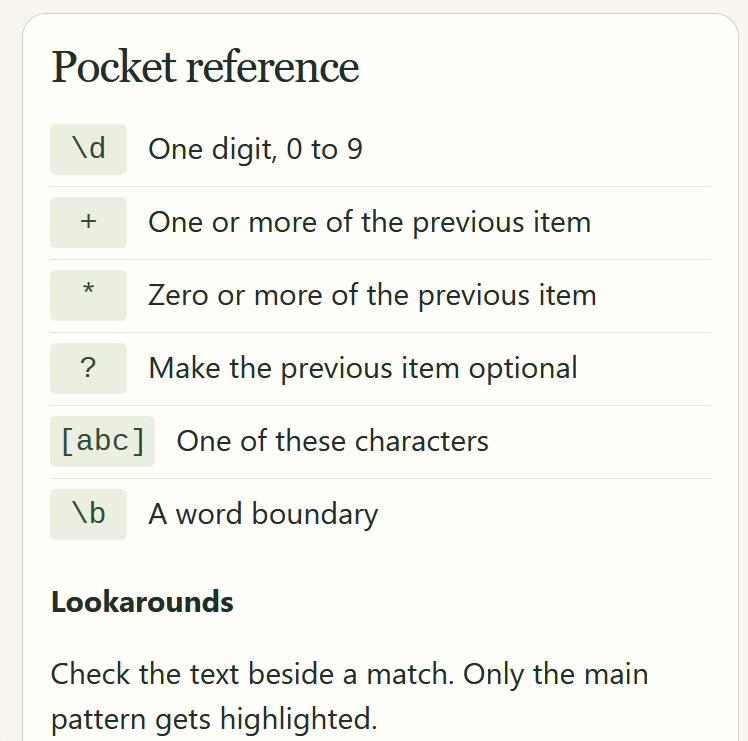 Pocket reference
\d One digit, 0 to 9
+ One or more of the previous item
* Zero or more of the previous item
? Make the previous item optional
[abc] One of these characters
\b A word boundary
Lookarounds
Check the text beside a match. Only the main
pattern gets highlighted.